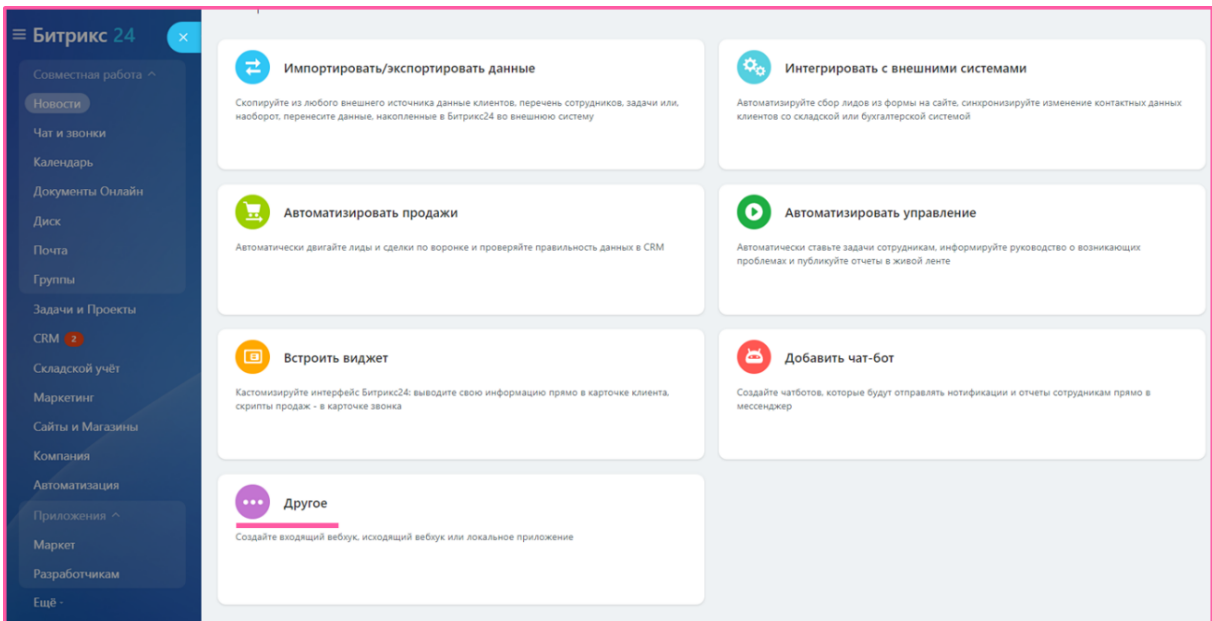 Битрикс 24
Совместная работа
Новости
Чат и звонки
Календарь
Документы Онлайн
Диск
Почта
Группы
Задачи и Проекты
CRM 2
Складской учёт
Маркетинг
Сайты и Магазины
Компания
Автоматизация
Приложения
Маркет
Разработчикам
Ещё -
Импортировать/экспортировать данные
Скопируйте из любого внешнего источника данные клиентов, перечень сотрудников, задачи или,
наоборот, перенесите данные, накопленные в Битрикс24 во внешнюю систему
Интегрировать с внешними системами
Автоматизируйте сбор лидов из формы на сайте, синхронизируйте изменение контактных данных
клиентов со складской или бухгалтерской системой
Автоматизировать продажи
Автоматически двигайте лиды и сделки по воронке и проверяйте правильность данных в CRM
Автоматизировать управление
Автоматически ставьте задачи сотрудникам, информируйте руководство о возникающих
проблемах и публикуйте отчеты в живой ленте
Встроить виджет
Кастомизируйте интерфейс Битрикс24: выводите свою информацию прямо в карточке клиента,
скрипты продаж - в карточке звонка
Добавить чат-бот
Создайте чатботов, которые будут отправлять нотификации и отчеты сотрудникам прямо в
мессенджер
Другое
Создайте входящий вебхук, исходящий вебхук или локальное приложение